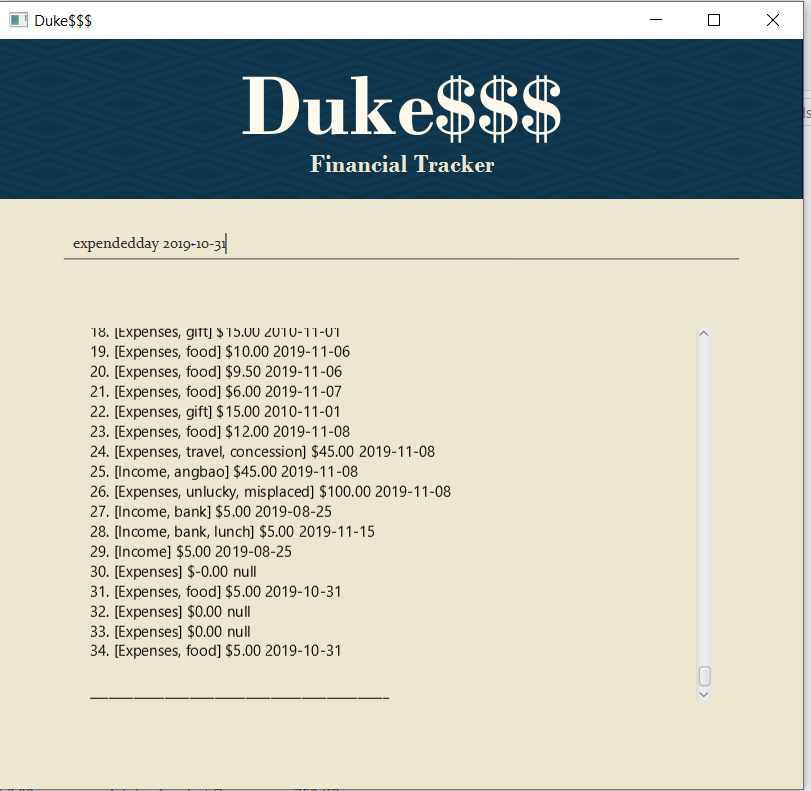 Duke$$$
Duke$$$
Financial Tracker
expendedday 2019-10-31
18. [Expenses, gift] $15.00 2010-11-01
19. [Expenses, food] $10.00 2019-11-06
20. [Expenses, food] $9.50 2019-11-06
21. [Expenses, food] $6.00 2019-11-07
22. [Expenses, gift] $15.00 2010-11-01
23. [Expenses, food] $12.00 2019-11-08
24. [Expenses, travel, concession] $45.00 2019-11-08
25. [Income, angbao] $45.00 2019-11-08
26. [Expenses, unlucky, misplaced] $100.00 2019-11-08
27. [Income, bank] $5.00 2019-08-25
28. [Income, bank, lunch] $5.00 2019-11-15
29. [Income] $5.00 2019-08-25
30. [Expenses] $-0.00 null
31. [Expenses, food] $5.00 2019-10-31
32. [Expenses] $0.00 null
33. [Expenses] $0.00 null
34. [Expenses, food] $5.00 2019-10-31